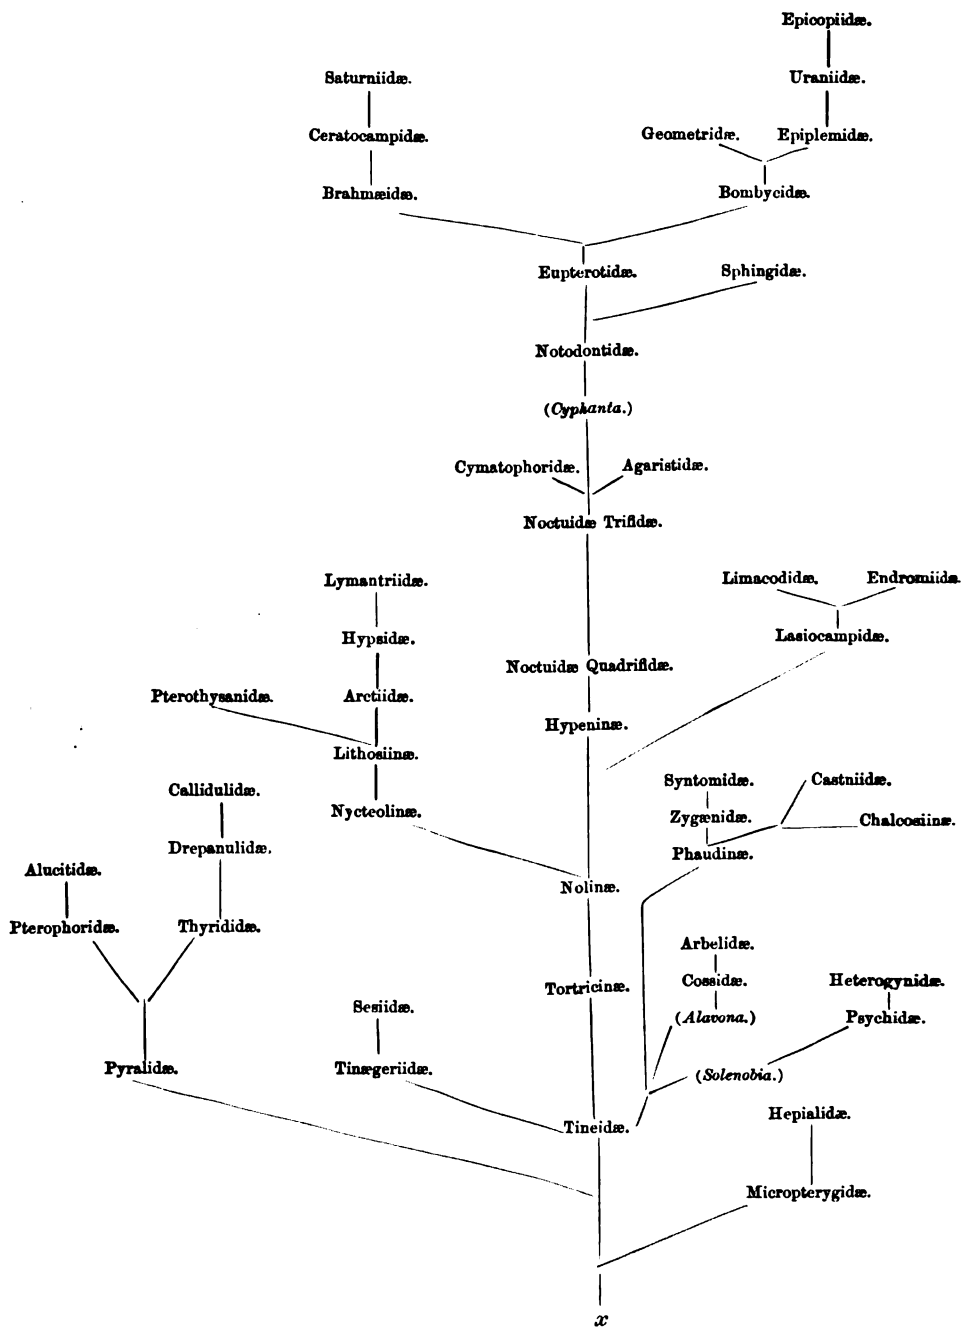 Epicopiidæ.
Saturniidæ.
Uraniidæ.
Ceratocampidæ.
Geometridæ.
Epiplemidæ.
Brahmæidæ.
Bombycidæ.
Eupterotidæ.
Sphingidæ.
Notodontidæ.
(Cyphanta.)
Cymatophoridæ.
Agaristidæ.
Noctuidæ Trifidæ.
Lymantriidæ.
Limacodidæ.
Endromiidæ.
Hypsidæ.
Lasiocampidæ.
Noctuidæ Quadrifidæ.
Pterothysanidæ.
Arctiidæ.
Hypeninæ.
Lithosiinæ.
Syntomidæ.
Castniidæ.
Callidulidæ.
Nycteolinæ.
Zygænidæ.
Chalcosiinæ.
Drepanulidæ.
Phaudinæ.
Alucitidæ.
Nolinæ.
Pterophoridæ.
Thyrididæ.
Arbelidæ.
Tortricinæ.
Cossidæ.
Heterogynidæ.
Sesiidæ.
(Alavona.)
Psychidæ.
Pyralidæ.
Tinægeriidæ.
(Solenobia.)
Tineidæ.
Hepialidæ.
Micropterygidæ.
x